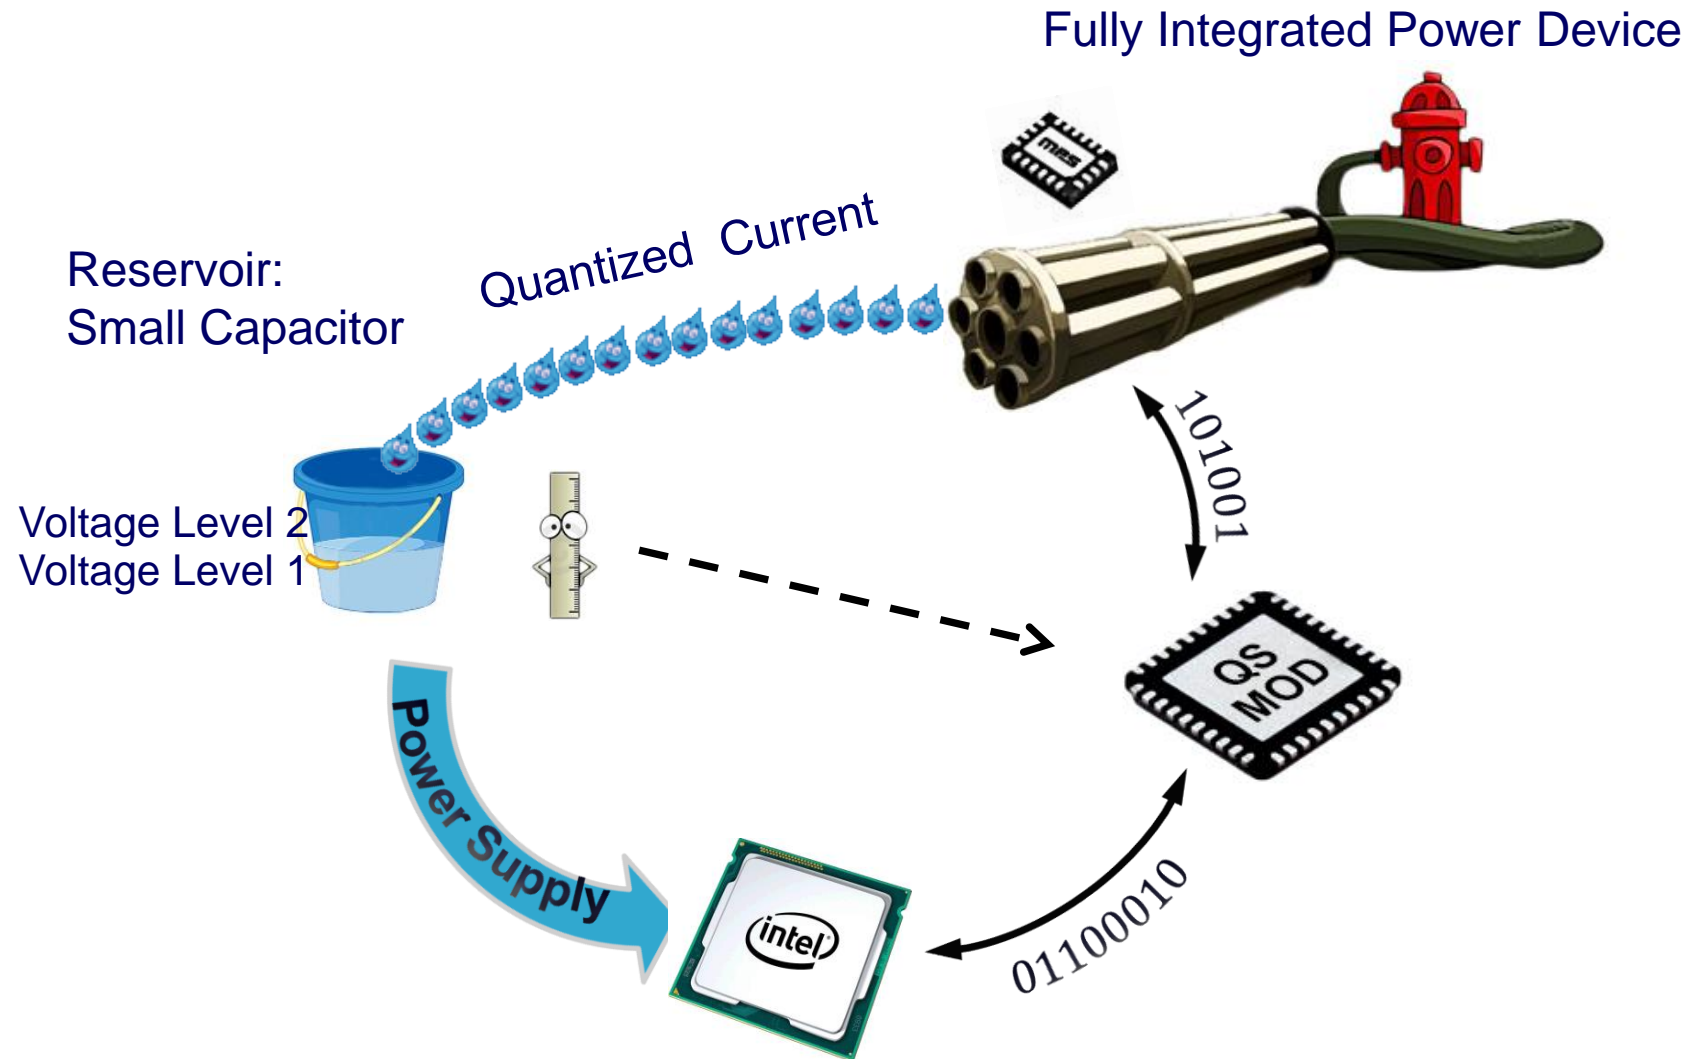 Fully Integrated Power Device
mps
Quantized Current
Reservoir:
Small Capacitor
101001
Voltage Level 2
Voltage Level 1
QS
MOD
Power Supply
intel
01100010